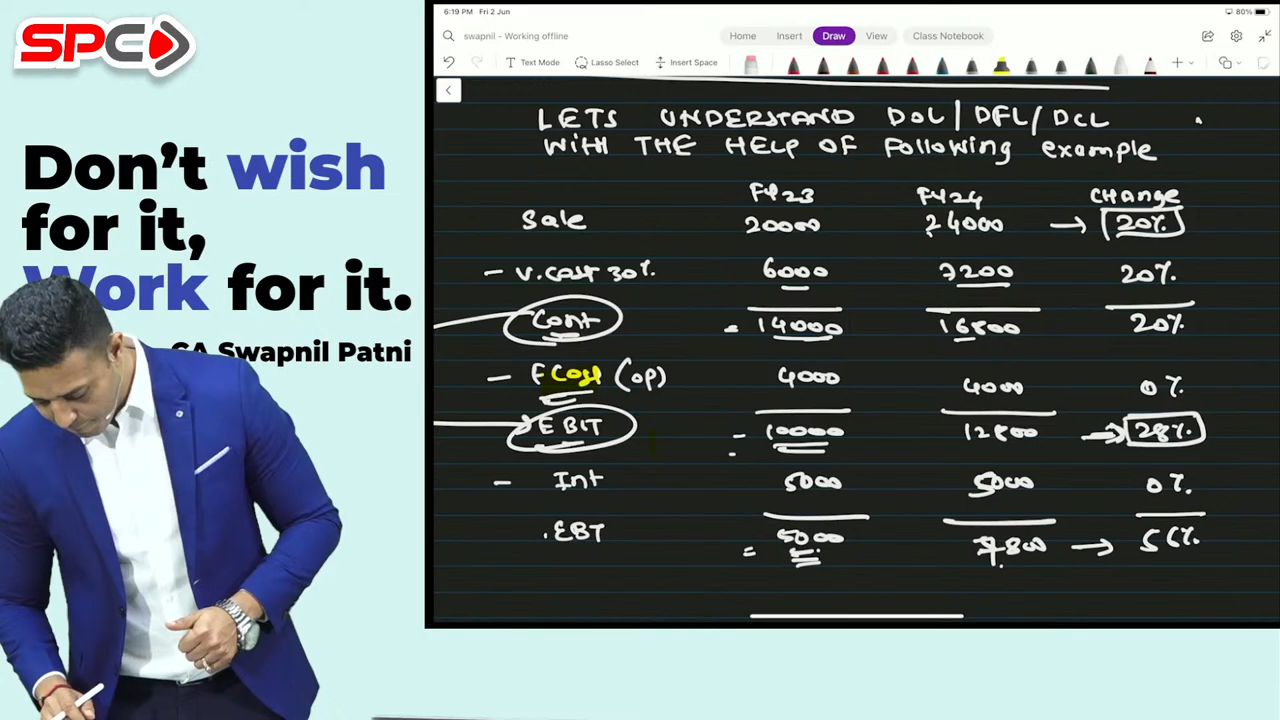 SPC
Don't wish
for it,
Work for it.
CA Swapnil Patni
6:19 PM Fri 2 Jun
80%
swapnil - Working offline
Home Insert Draw View Class Notebook
Text Mode Lasso Select Insert Space
LETS UNDERSTAND DOL|DFL/DCL
WITH THE HELP OF Following example
FY23 FY24 CHANGE
Sale 20000 24000 → 20%
- V.Cost 30% 6000 7200 20%
Cont = 14000 16800 20%
- F Cost (OP) 4000 4000 0%
EBIT = 10000 12800 → 28%
- Int 5000 5000 0%
EBT = 5000 7800 → 56%